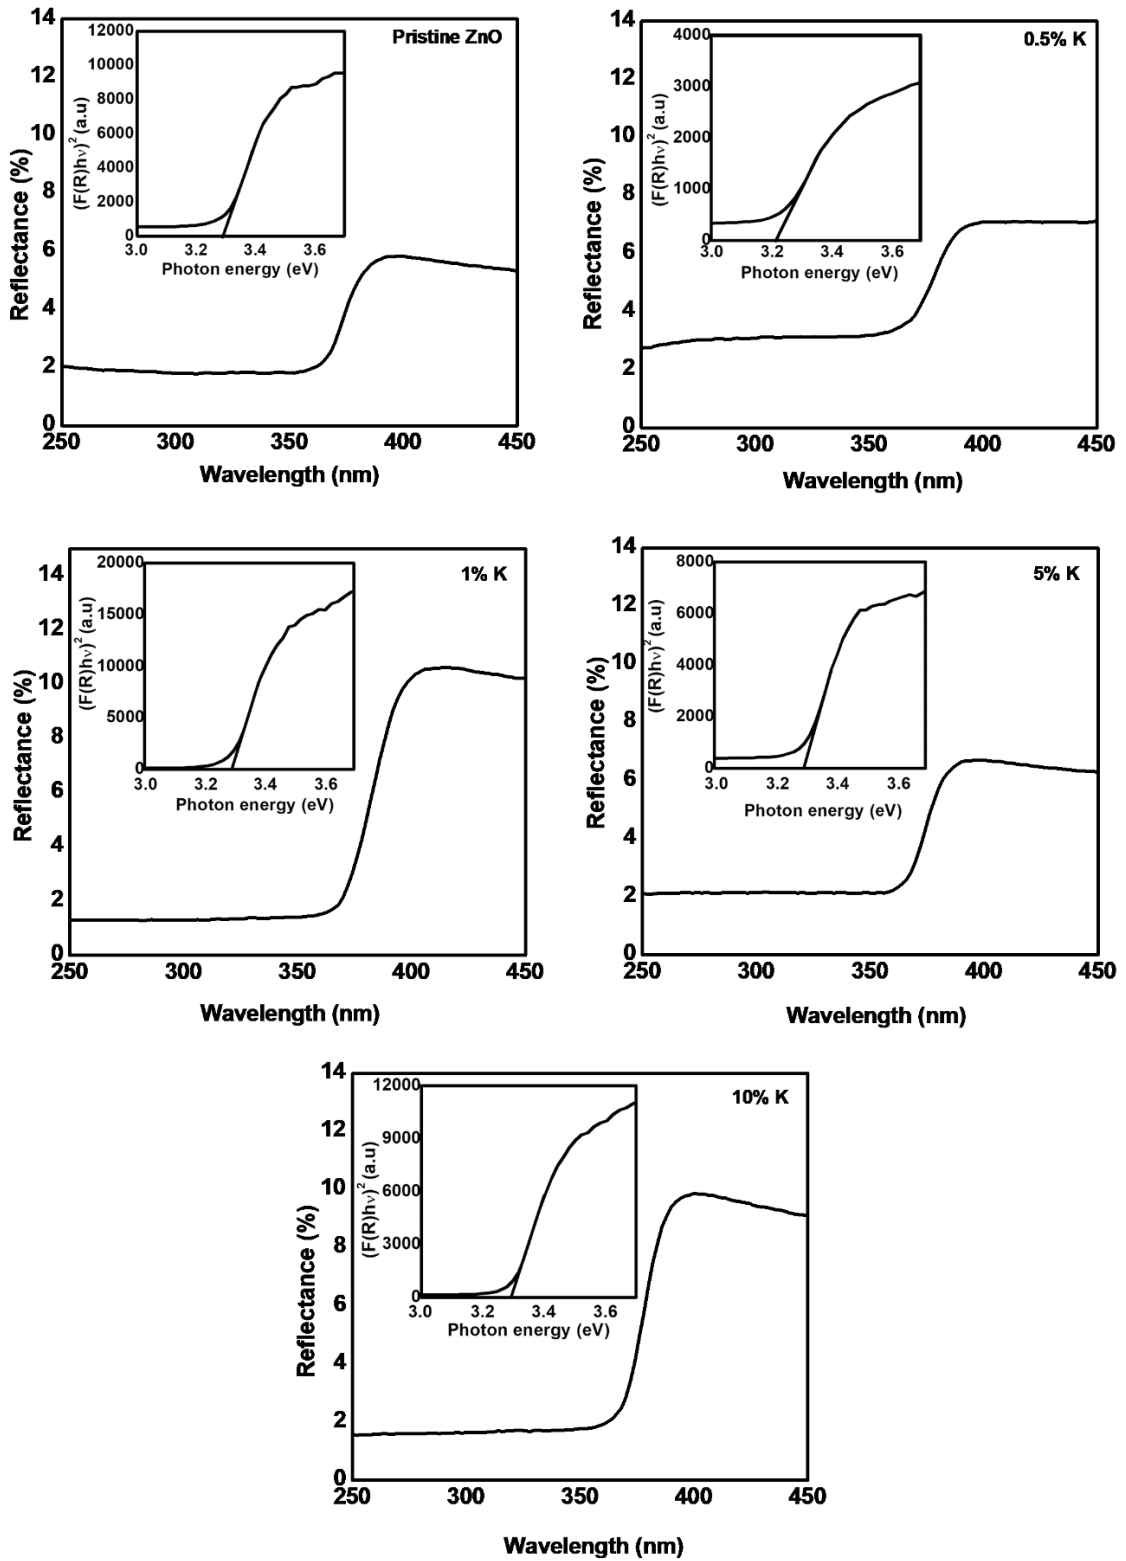 Pristine ZnO
14
12
10
8
6
4
2
0
Reflectance (%)
250 300 350 400 450
Wavelength (nm)
12000
10000
8000
6000
4000
2000
0
(F(R)hν)² (a.u)
3.0 3.2 3.4 3.6
Photon energy (eV)
0.5% K
14
12
10
8
6
4
2
0
Reflectance (%)
250 300 350 400 450
Wavelength (nm)
4000
3000
2000
1000
0
(F(R)hν)² (a.u)
3.0 3.2 3.4 3.6
Photon energy (eV)
1% K
14
12
10
8
6
4
2
0
Reflectance (%)
250 300 350 400 450
Wavelength (nm)
20000
15000
10000
5000
0
(F(R)hν)² (a.u)
3.0 3.2 3.4 3.6
Photon energy (eV)
5% K
14
12
10
8
6
4
2
0
Reflectance (%)
250 300 350 400 450
Wavelength (nm)
8000
6000
4000
2000
0
(F(R)hν)² (a.u)
3.0 3.2 3.4 3.6
Photon energy (eV)
10% K
14
12
10
8
6
4
2
0
Reflectance (%)
250 300 350 400 450
Wavelength (nm)
12000
9000
6000
3000
0
(F(R)hν)² (a.u)
3.0 3.2 3.4 3.6
Photon energy (eV)